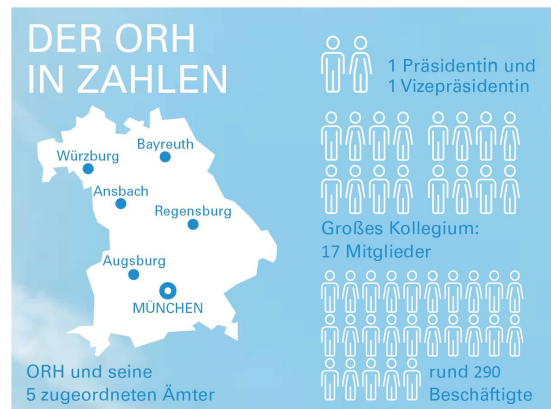 DER ORH
IN ZAHLEN
Würzburg
Bayreuth
Ansbach
Regensburg
Augsburg
MÜNCHEN
ORH und seine
5 zugeordneten Ämter
1 Präsidentin und
1 Vizepräsidentin
Großes Kollegium:
17 Mitglieder
rund 290
Beschäftigte